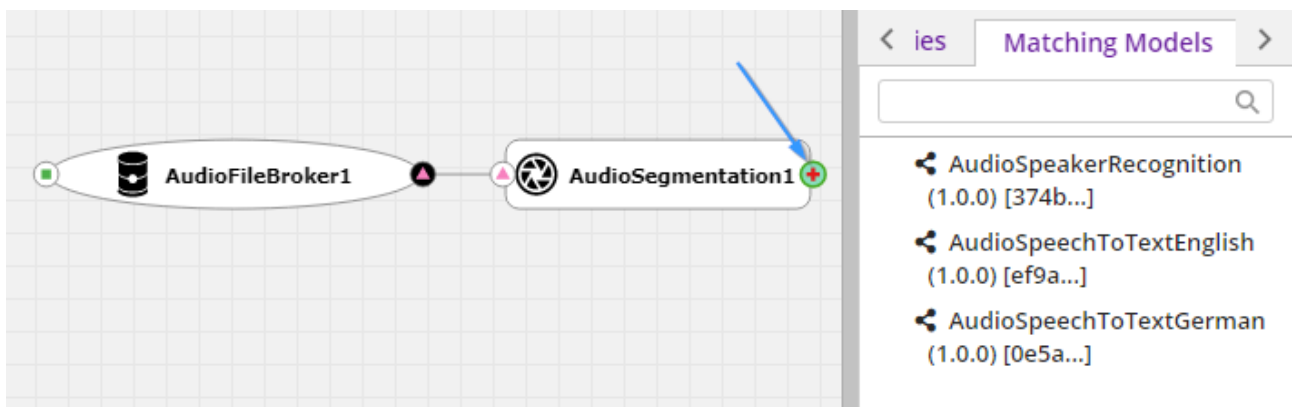 ies Matching Models
AudioFileBroker1 AudioSegmentation1
AudioSpeakerRecognition
(1.0.0) [374b...]
AudioSpeechToTextEnglish
(1.0.0) [ef9a...]
AudioSpeechToTextGerman
(1.0.0) [0e5a...]